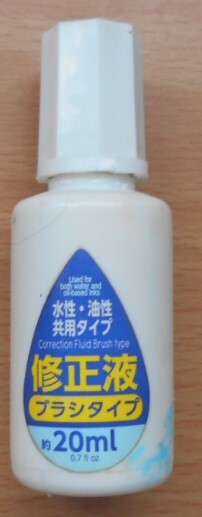 Used for
both water and
oil-based inks
水性・油性
共用タイプ
Correction Fluid Brush type
修正液
ブラシタイプ
約20ml
0.7 fl oz.